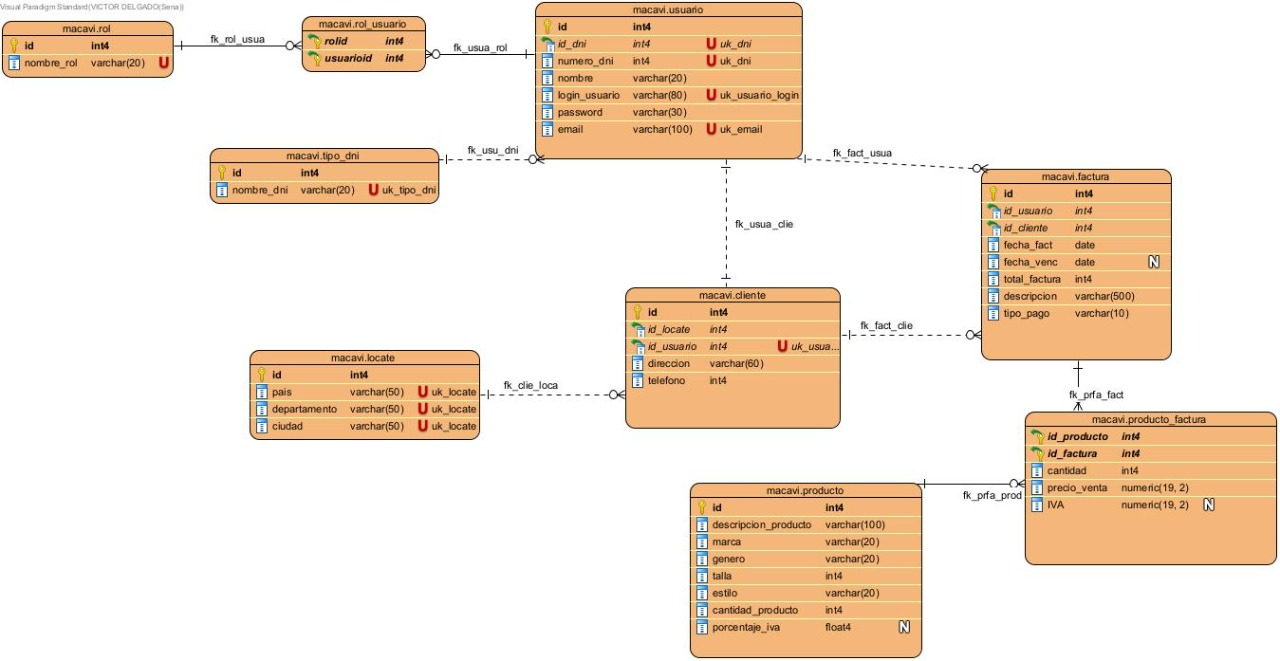 Visual Paradigm Standard(VICTOR DELGADO(Sena))
macavi.rol
id int4
nombre_rol varchar(20) U
fk_rol_usua
macavi.rol_usuario
rolid int4
usuarioid int4
fk_usua_rol
macavi.usuario
id int4
id_dni int4 U uk_dni
numero_dni int4 U uk_dni
nombre varchar(20)
login_usuario varchar(80) U uk_usuario_login
password varchar(30)
email varchar(100) U uk_email
macavi.tipo_dni
id int4
nombre_dni varchar(20) U uk_tipo_dni
fk_usu_dni
fk_fact_usua
fk_usua_clie
macavi.factura
id int4
id_usuario int4
id_cliente int4
fecha_fact date
fecha_venc date N
total_factura int4
descripcion varchar(500)
tipo_pago varchar(10)
macavi.cliente
id int4
id_locate int4
id_usuario int4 U uk_usua...
direccion varchar(60)
telefono int4
fk_fact_clie
macavi.locate
id int4
pais varchar(50) U uk_locate
departamento varchar(50) U uk_locate
ciudad varchar(50) U uk_locate
fk_clie_loca
fk_prfa_fact
macavi.producto_factura
id_producto int4
id_factura int4
cantidad int4
precio_venta numeric(19, 2)
IVA numeric(19, 2) N
fk_prfa_prod
macavi.producto
id int4
descripcion_producto varchar(100)
marca varchar(20)
genero varchar(20)
talla int4
estilo varchar(20)
cantidad_producto int4
porcentaje_iva float4 N